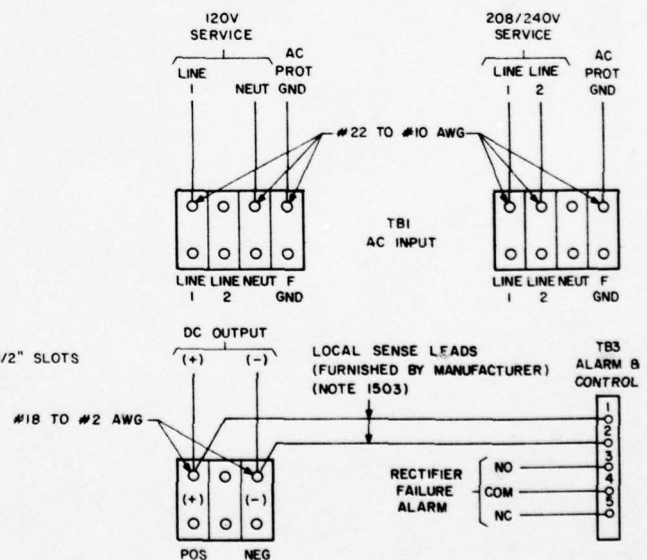 120V
SERVICE
LINE
1
NEUT
AC
PROT
GND
208/240V
SERVICE
LINE LINE
1 2
AC
PROT
GND
#22 TO #10 AWG
TB1
AC INPUT
LINE
1
LINE
2
NEUT
F
GND
LINE
1
LINE
2
NEUT
F
GND
/2" SLOTS
DC OUTPUT
(+) (-)
LOCAL SENSE LEADS
(FURNISHED BY MANUFACTURER)
(NOTE 1503)
TB3
ALARM &
CONTROL
#18 TO #2 AWG
1
2
3
4
5
RECTIFIER
FAILURE
ALARM
NO
COM
NC
(+) (-)
POS NEG